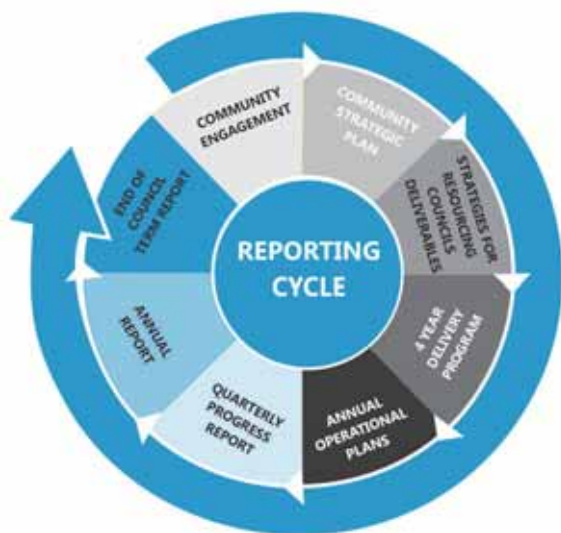 COMMUNITY
ENGAGEMENT
COMMUNITY
STRATEGIC
PLAN
STRATEGIES FOR
RESOURCING
COUNCILS
DELIVERABLES
4 YEAR
DELIVERY
PROGRAM
ANNUAL
OPERATIONAL
PLANS
QUARTERLY
PROGRESS
REPORT
ANNUAL
REPORT
END OF
COUNCIL
TERM REPORT
REPORTING
CYCLE